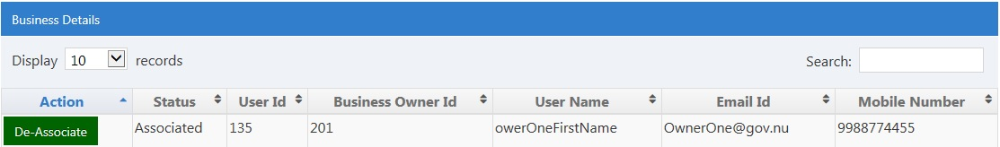 Business Details
Display 10 records Search:
Action Status User Id Business Owner Id User Name Email Id Mobile Number
De-Associate Associated 135 201 owerOneFirstName OwnerOne@gov.nu 9988774455